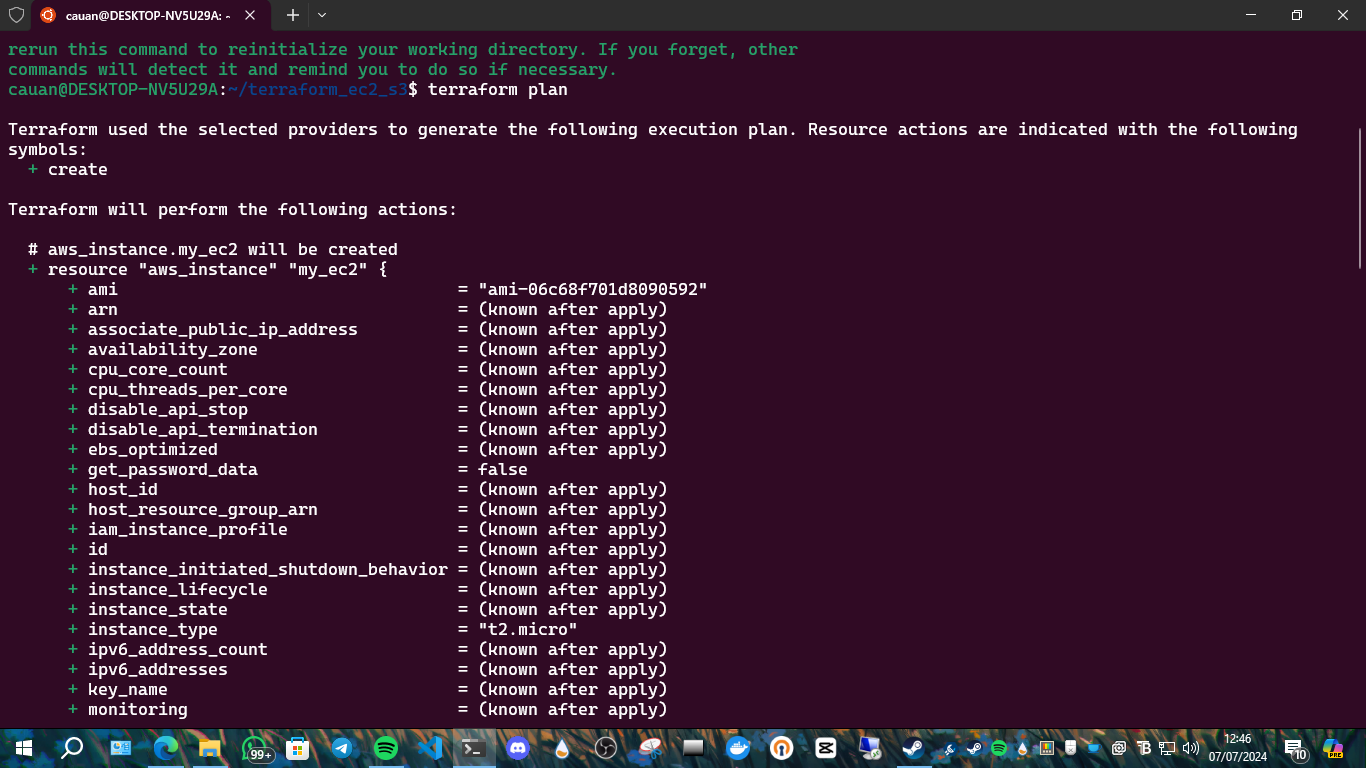 cauan@DESKTOP-NV5U29A: ~
rerun this command to reinitialize your working directory. If you forget, other
commands will detect it and remind you to do so if necessary.
cauan@DESKTOP-NV5U29A:~/terraform_ec2_s3$ terraform plan
Terraform used the selected providers to generate the following execution plan. Resource actions are indicated with the following
symbols:
+ create
Terraform will perform the following actions:
# aws_instance.my_ec2 will be created
+ resource "aws_instance" "my_ec2" {
+ ami = "ami-06c68f701d8090592"
+ arn = (known after apply)
+ associate_public_ip_address = (known after apply)
+ availability_zone = (known after apply)
+ cpu_core_count = (known after apply)
+ cpu_threads_per_core = (known after apply)
+ disable_api_stop = (known after apply)
+ disable_api_termination = (known after apply)
+ ebs_optimized = (known after apply)
+ get_password_data = false
+ host_id = (known after apply)
+ host_resource_group_arn = (known after apply)
+ iam_instance_profile = (known after apply)
+ id = (known after apply)
+ instance_initiated_shutdown_behavior = (known after apply)
+ instance_lifecycle = (known after apply)
+ instance_state = (known after apply)
+ instance_type = "t2.micro"
+ ipv6_address_count = (known after apply)
+ ipv6_addresses = (known after apply)
+ key_name = (known after apply)
+ monitoring = (known after apply)
99+
12:46
07/07/2024
10
PRE